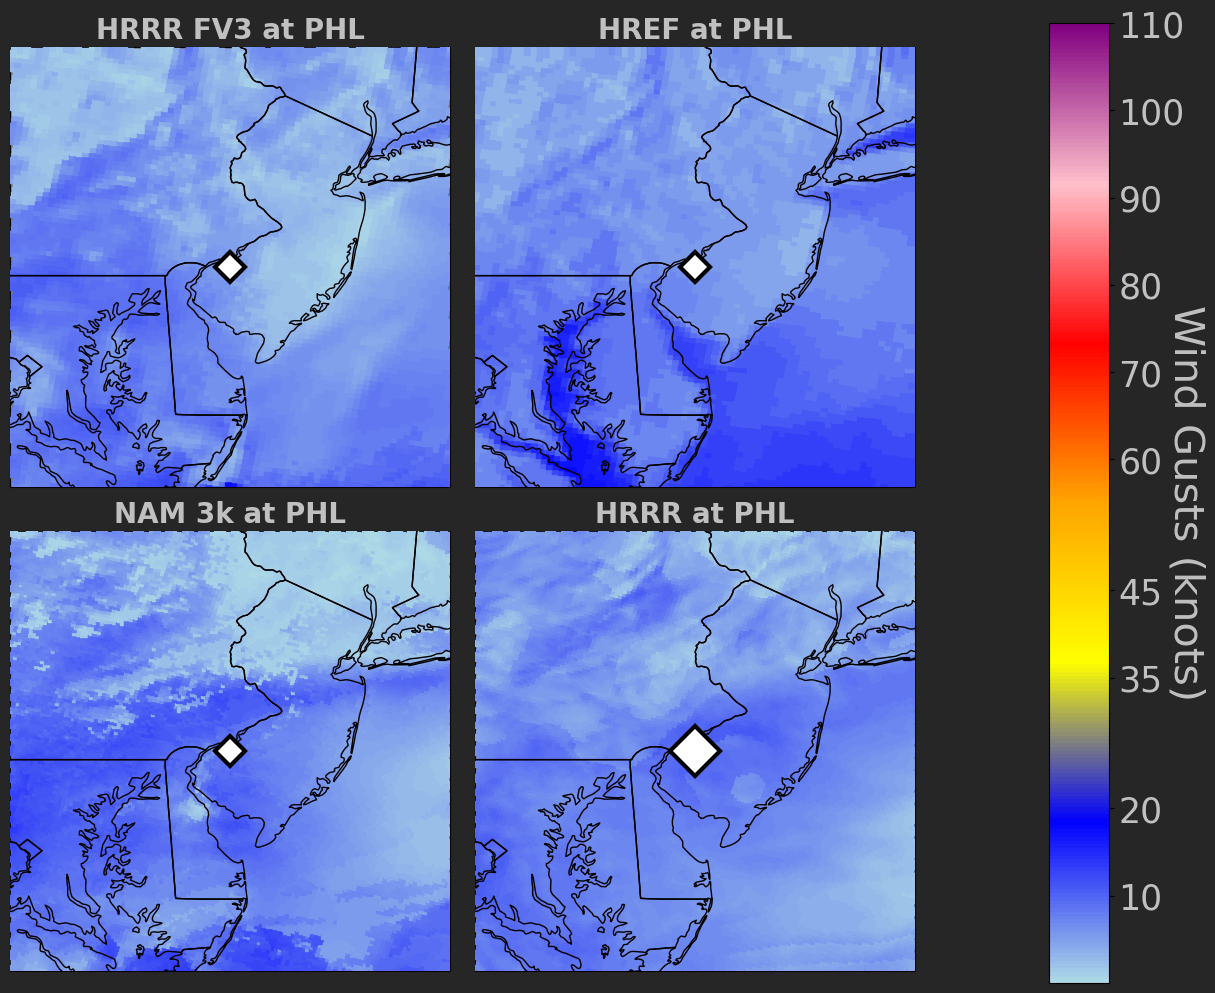 HRRR FV3 at PHL
HREF at PHL
NAM 3k at PHL
HRRR at PHL
110
100
90
80
70
60
45
35
20
10
Wind Gusts (knots)